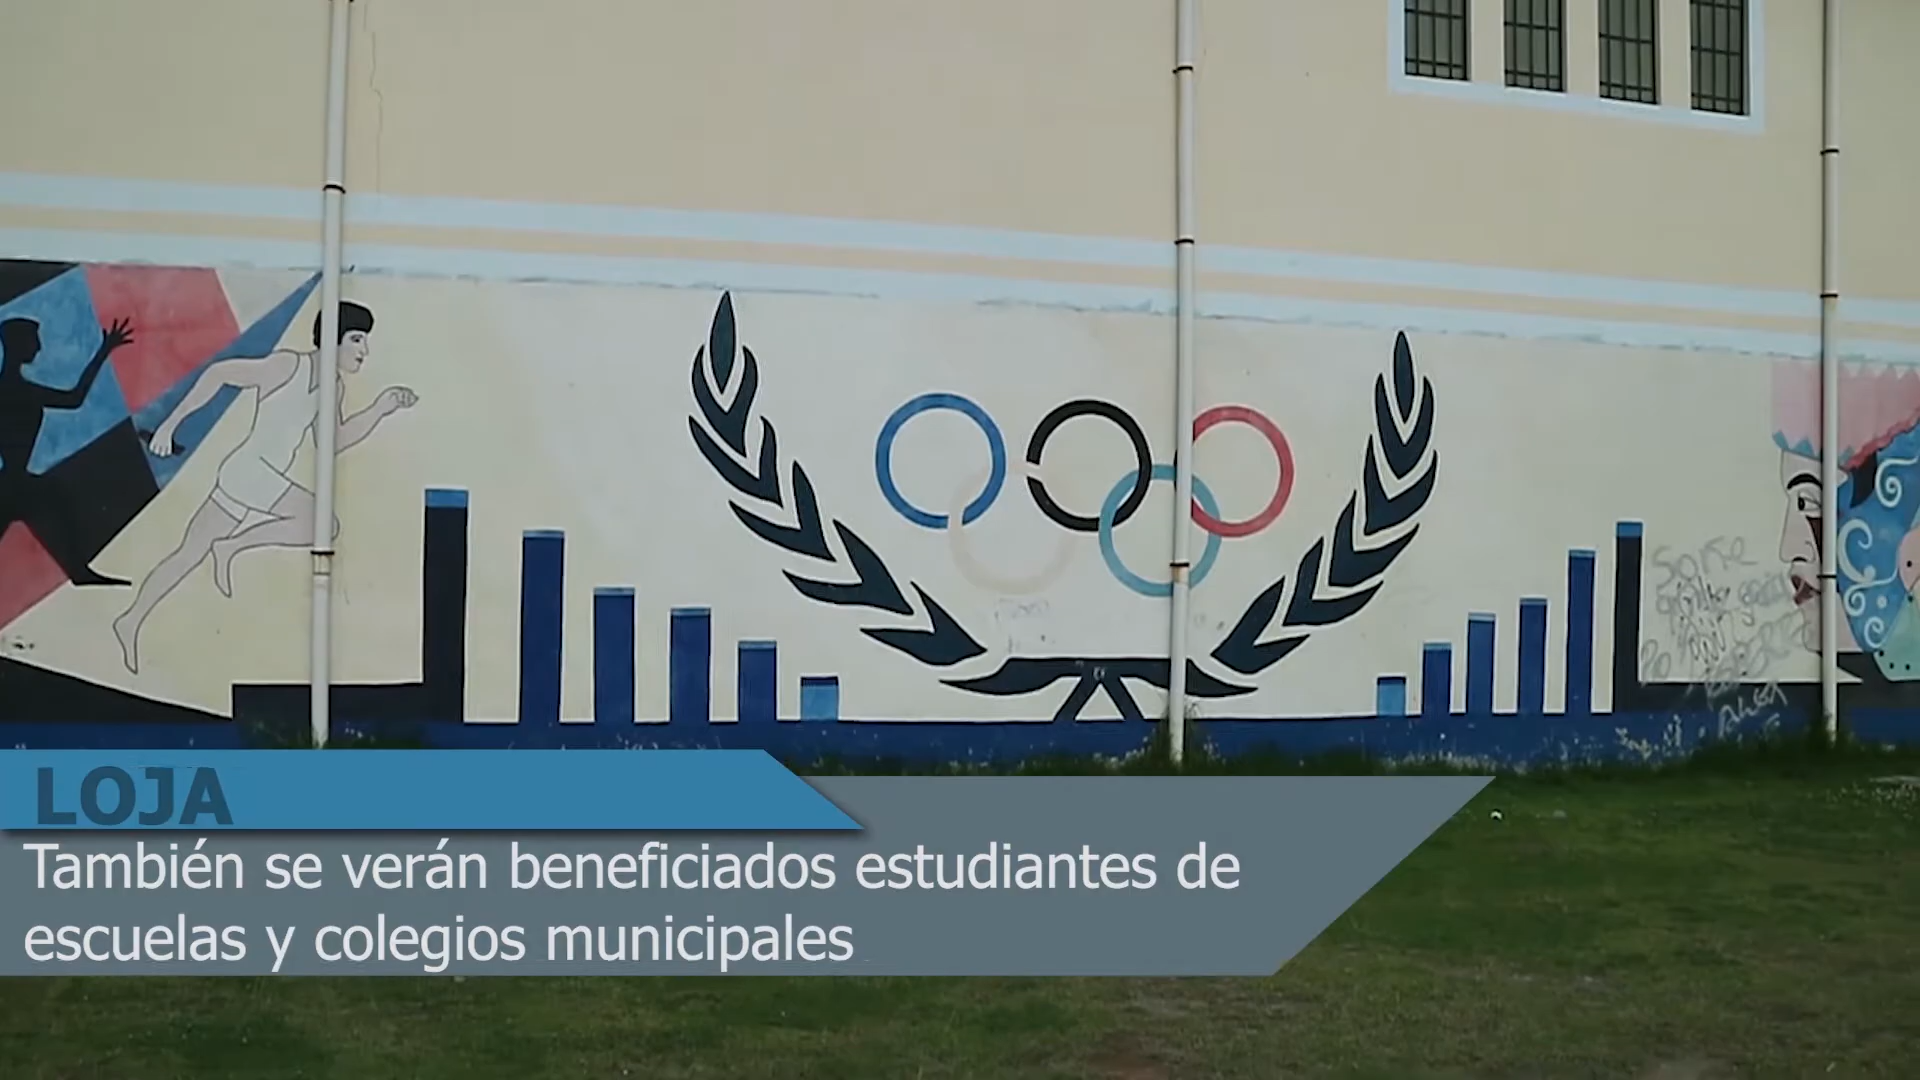 LOJA
También se verán beneficiados estudiantes de
escuelas y colegios municipales